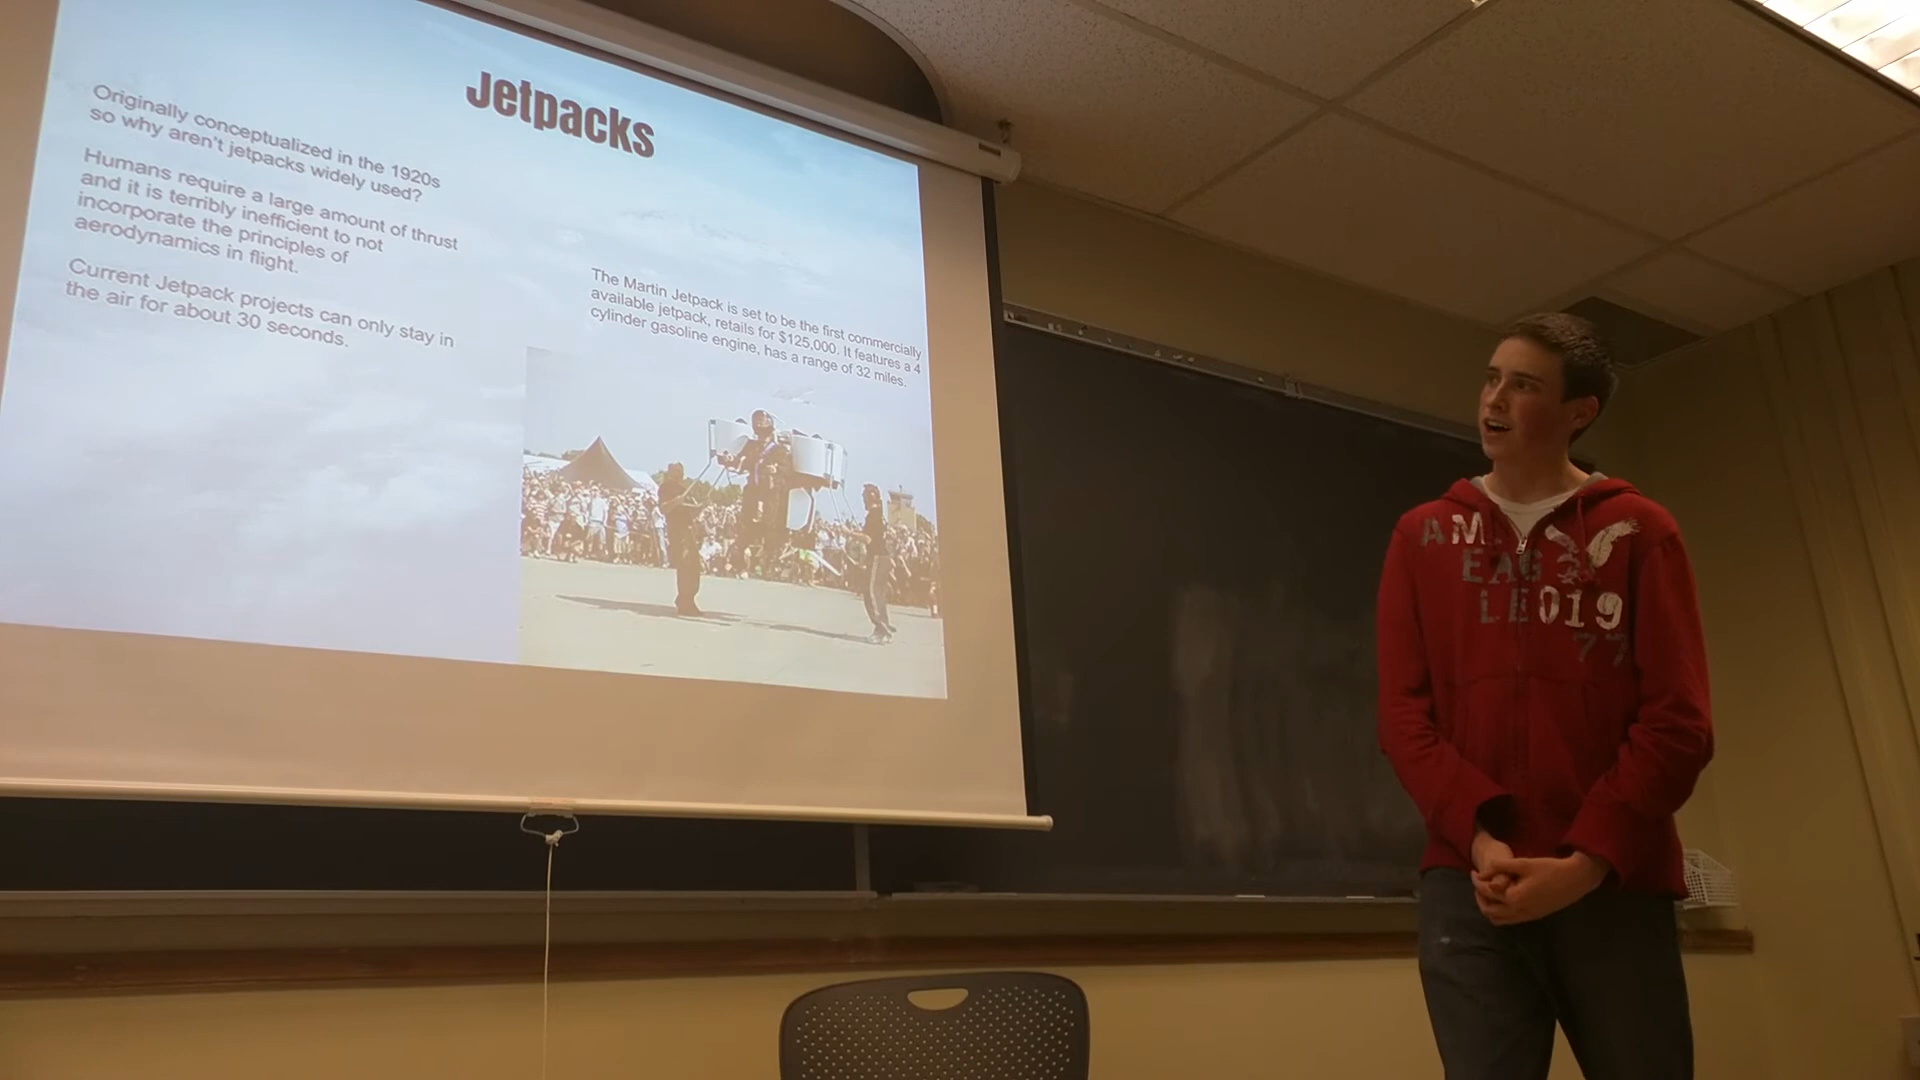 Jetpacks
Originally conceptualized in the 1920s
so why aren't jetpacks widely used?
Humans require a large amount of thrust
and it is terribly inefficient to not
incorporate the principles of
aerodynamics in flight.
Current Jetpack projects can only stay in
the air for about 30 seconds.
The Martin Jetpack is set to be the first commercially
available jetpack, retails for $125,000. It features a 4
cylinder gasoline engine, has a range of 32 miles.
AM
EAG
LE019